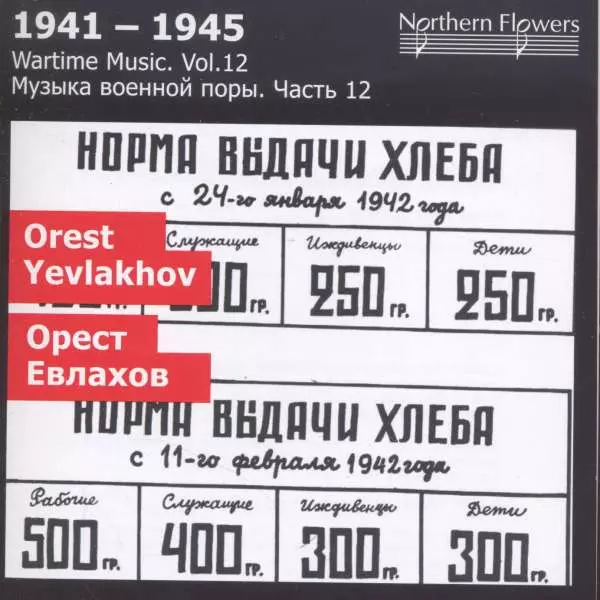 1941 – 1945
Northern Flowers
Wartime Music. Vol.12
Музыка военной поры. Часть 12
НОРМА ВЫДАЧИ ХЛЕБА
с 24-го января 1942 года
Orest
Yevlakhov
Служащие Иждивенцы Дети
250 гр. 250 гр.
Орест
Евлахов
НОРМА ВЫДАЧИ ХЛЕБА
с 11-го февраля 1942 года
Рабочие Служащие Иждивенцы Дети
500 гр. 400 гр. 300 гр. 300 гр.